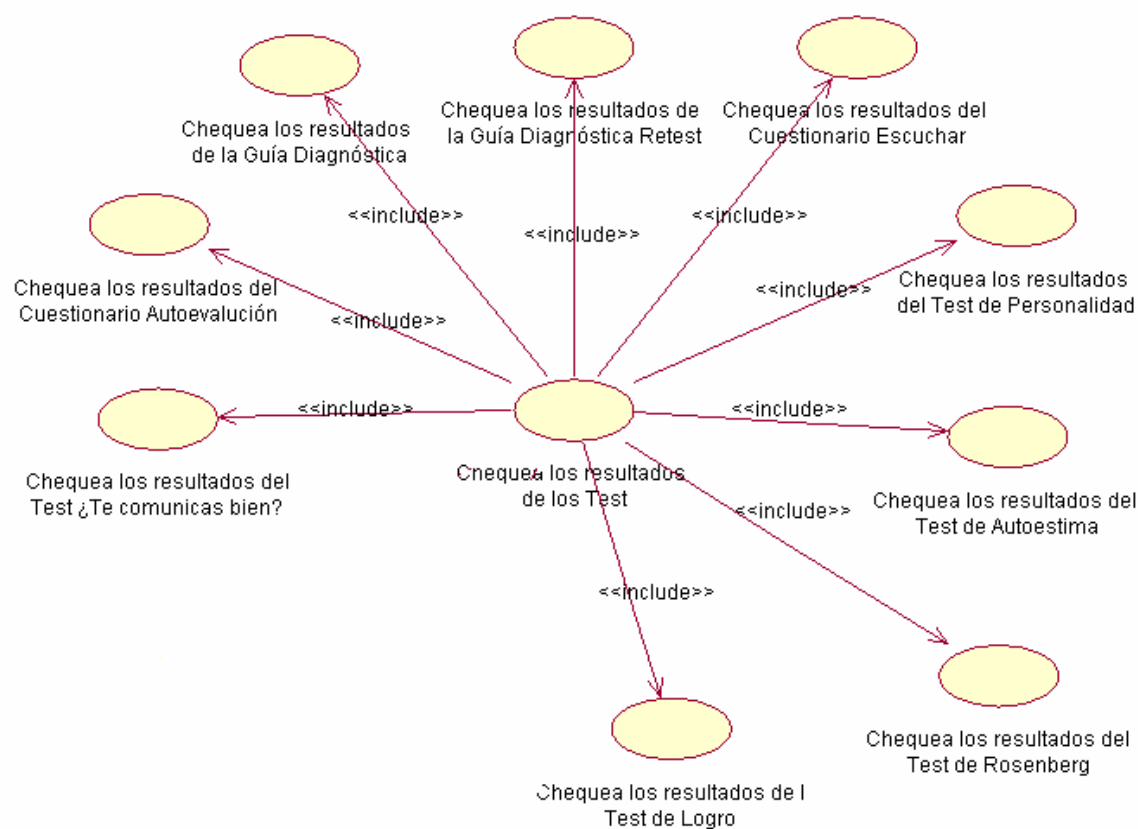 Chequea los resultados
de la Guía Diagnóstica
Chequea los resultados de
la Guía Diagnóstica Retest
Chequea los resultados del
Cuestionario Escuchar
<<include>>
<<include>>
<<include>>
Chequea los resultados del
Cuestionario Autoevalución
<<include>>
<<include>>
Chequea los resultados
del Test de Personalidad
<<include>>
<<include>>
Chequea los resultados del
Test ¿Te comunicas bien?
Chequea los resultados
de los Test
Chequea los resultados del
Test de Autoestima
<<include>>
<<include>>
Chequea los resultados del
Test de Rosenberg
Chequea los resultados de l
Test de Logro